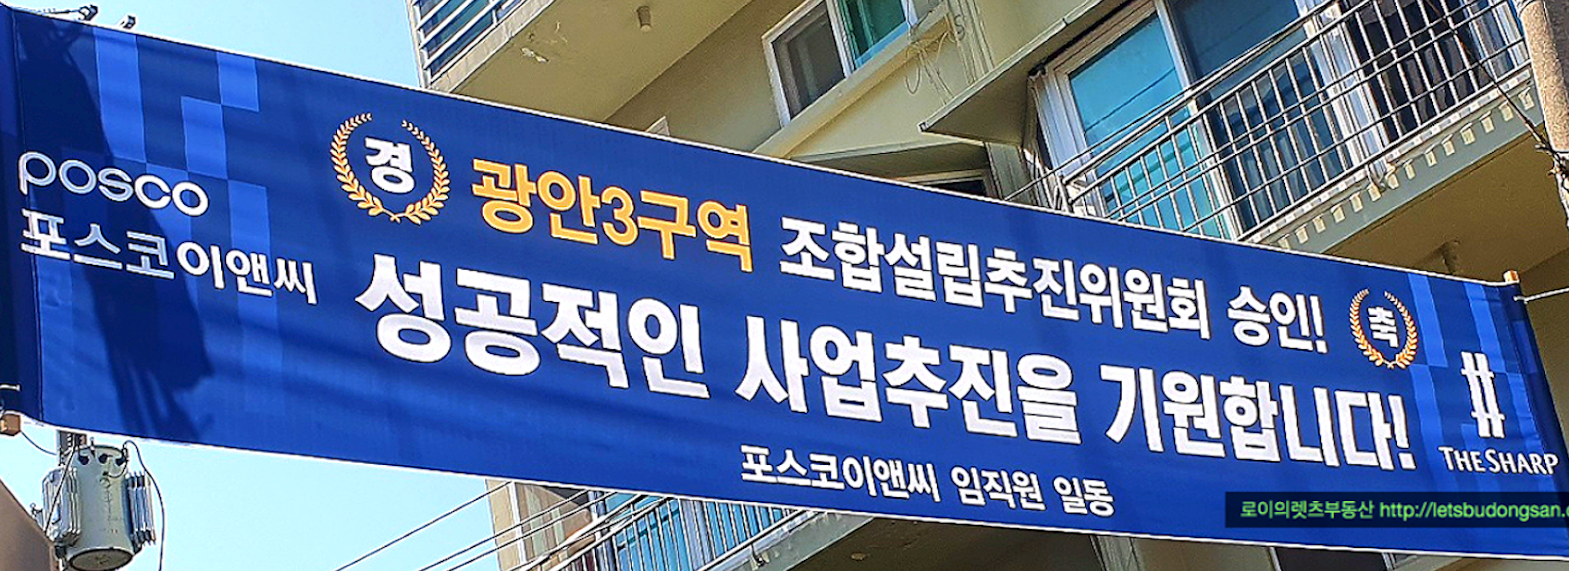 posco
포스코이앤씨
경 광안3구역 조합설립추진위원회 승인! 축
성공적인 사업추진을 기원합니다!
포스코이앤씨 임직원 일동
THE SHARP
로이의렛츠부동산 http://letsbudongsan.